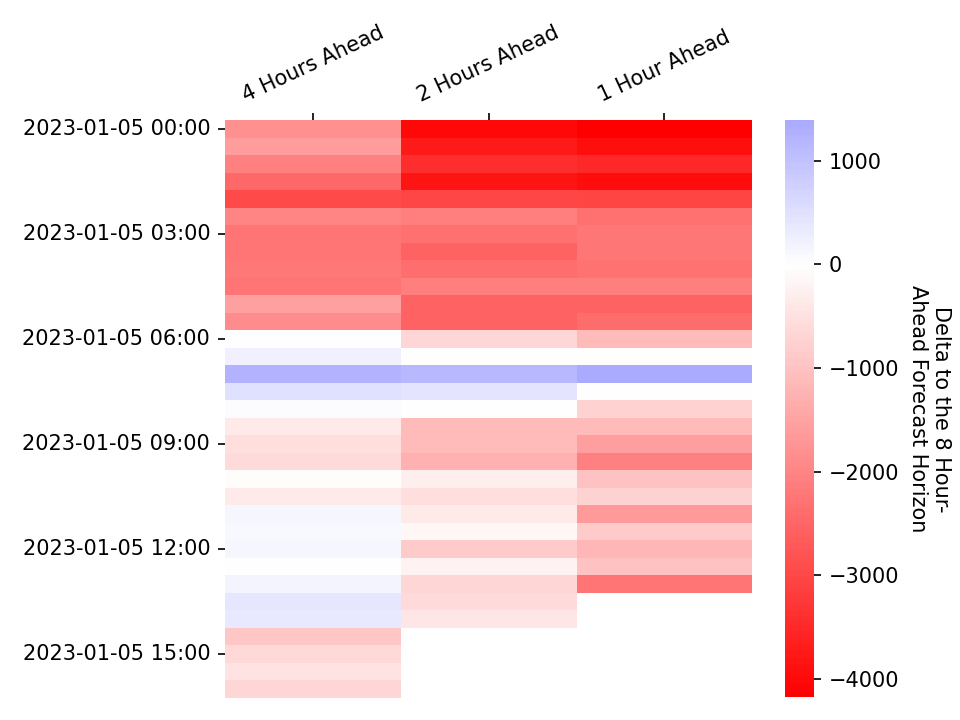 4 Hours Ahead
2 Hours Ahead
1 Hour Ahead
2023-01-05 00:00
2023-01-05 03:00
2023-01-05 06:00
2023-01-05 09:00
2023-01-05 12:00
2023-01-05 15:00
1000
0
−1000
−2000
−3000
−4000
Delta to the 8 Hour-
Ahead Forecast Horizon